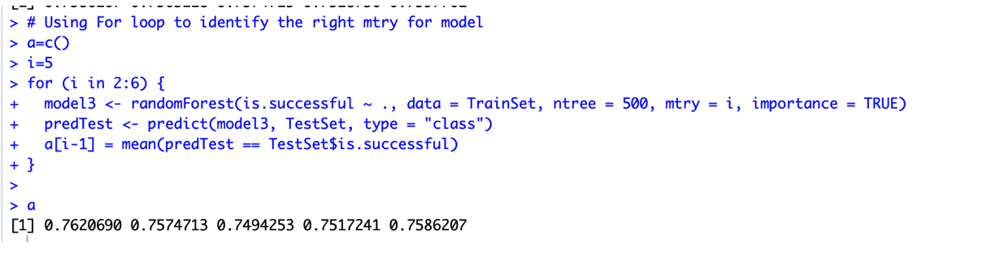 > # Using For loop to identify the right mtry for model
> a=c()
> i=5
> for (i in 2:6) {
+   model3 <- randomForest(is.successful ~ ., data = TrainSet, ntree = 500, mtry = i, importance = TRUE)
+   predTest <- predict(model3, TestSet, type = "class")
+   a[i-1] = mean(predTest == TestSet$is.successful)
+ }
>
> a
[1] 0.7620690 0.7574713 0.7494253 0.7517241 0.7586207